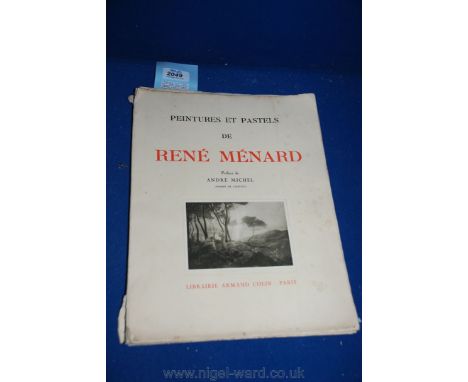 2049
PEINTURES ET PASTELS
DE
RENÉ MÉNARD
Préface de
ANDRÉ MICHEL
LIBRAIRIE ARMAND COLIN - PARIS
www.nigel-ward.co.uk